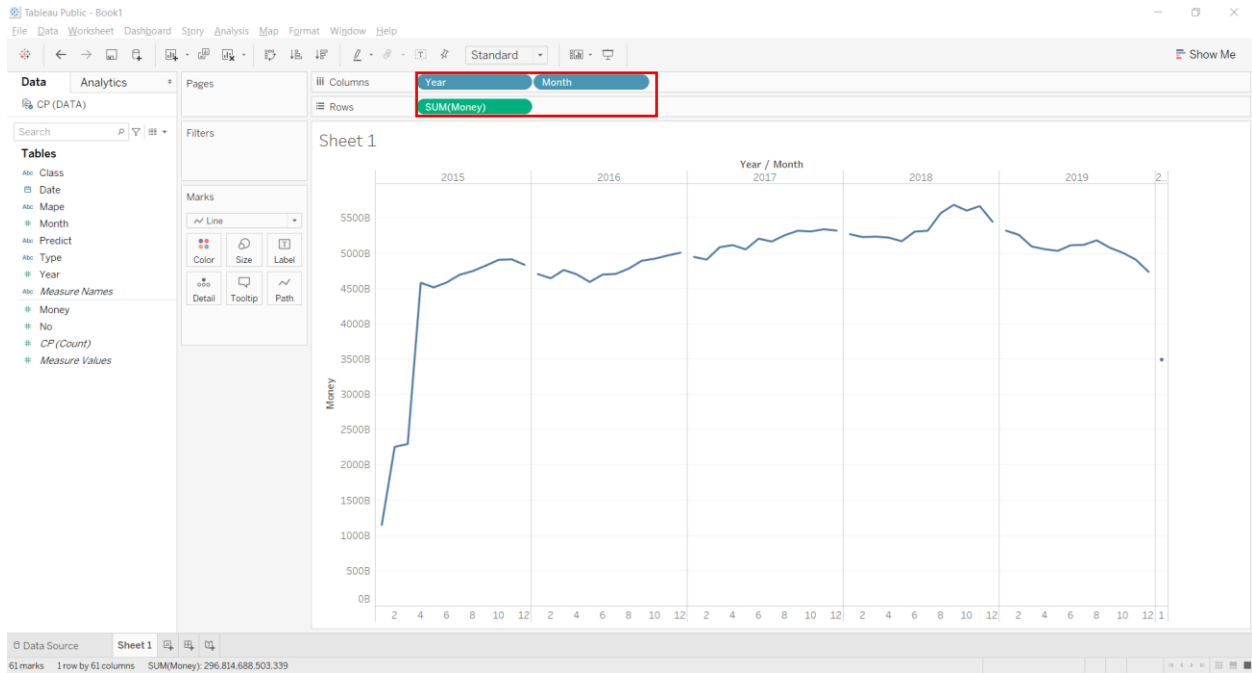 Tableau Public - Book1
File Data Worksheet Dashboard Story Analysis Map Format Window Help
Standard
Show Me
Data Analytics
CP (DATA)
Search
Tables
Abc Class
Date
Abc Mape
# Month
Abc Predict
Abc Type
# Year
Abc Measure Names
# Money
# No
# CP (Count)
# Measure Values
Pages
Filters
Marks
Line
Color Size Label
Detail Tooltip Path
iii Columns Year Month
Rows SUM(Money)
Sheet 1
Year / Month
2015 2016 2017 2018 2019 2..
Money
5500B
5000B
4500B
4000B
3500B
3000B
2500B
2000B
1500B
1000B
500B
0B
2 4 6 8 10 12 2 4 6 8 10 12 2 4 6 8 10 12 2 4 6 8 10 12 2 4 6 8 10 12 1
Data Source Sheet 1
61 marks 1 row by 61 columns SUM(Money): 296.814.688.503.339